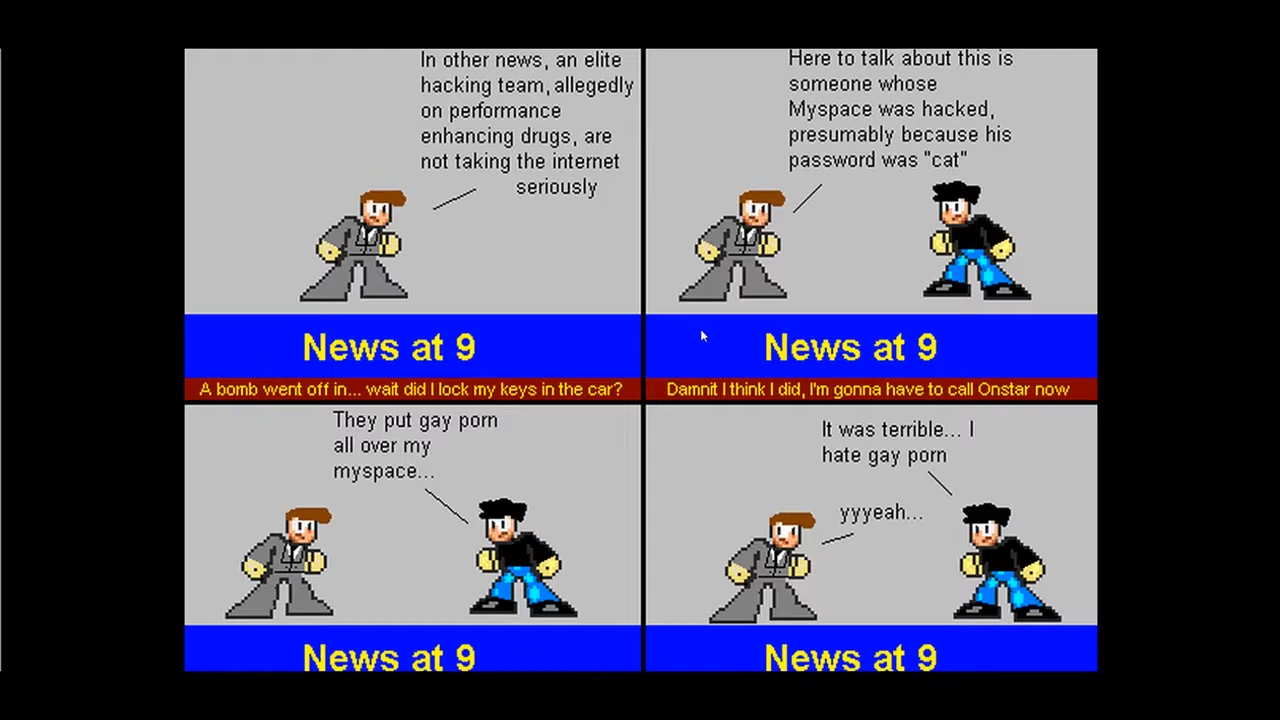 In other news, an elite
hacking team, allegedly
on performance
enhancing drugs, are
not taking the internet
seriously
News at 9
A bomb went off in... wait did I lock my keys in the car?
Here to talk about this is
someone whose
Myspace was hacked,
presumably because his
password was "cat"
News at 9
Damnit I think I did, I'm gonna have to call Onstar now
They put gay porn
all over my
myspace...
News at 9
It was terrible... I
hate gay porn
yyyeah...
News at 9